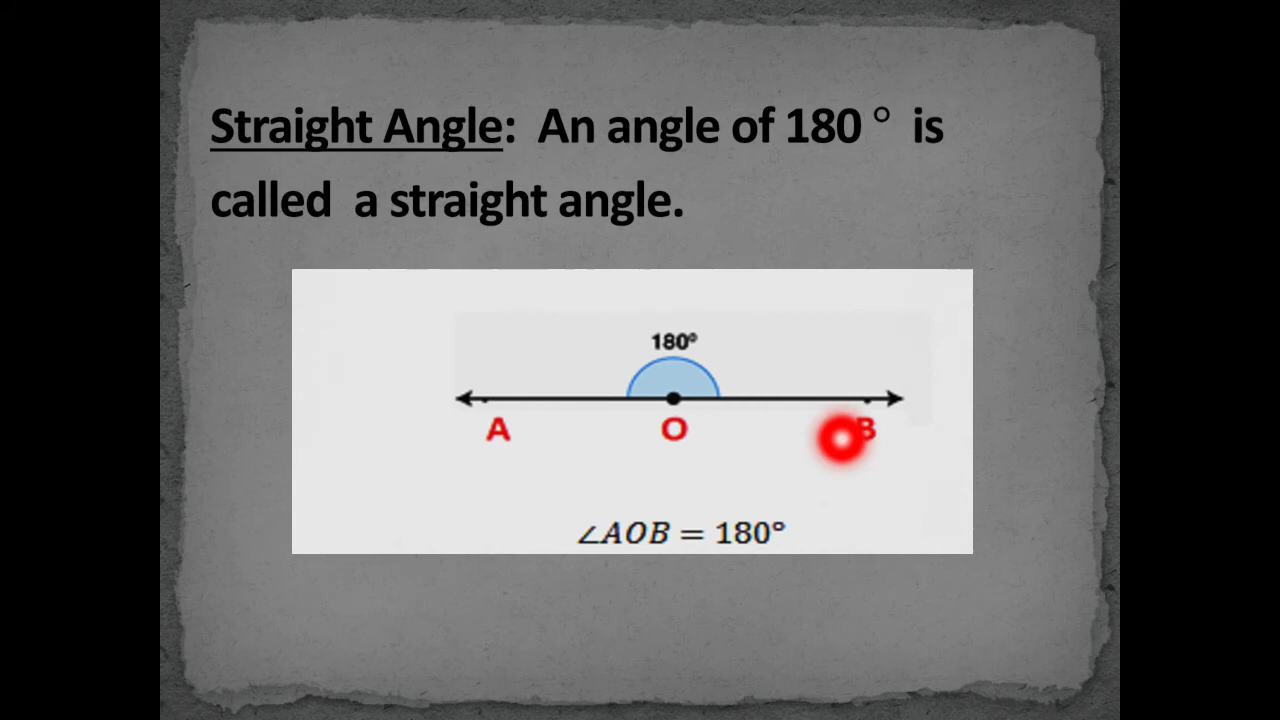 Straight Angle:  An angle of 180 °  is
called  a straight angle.
180°
A O B
∠AOB = 180°